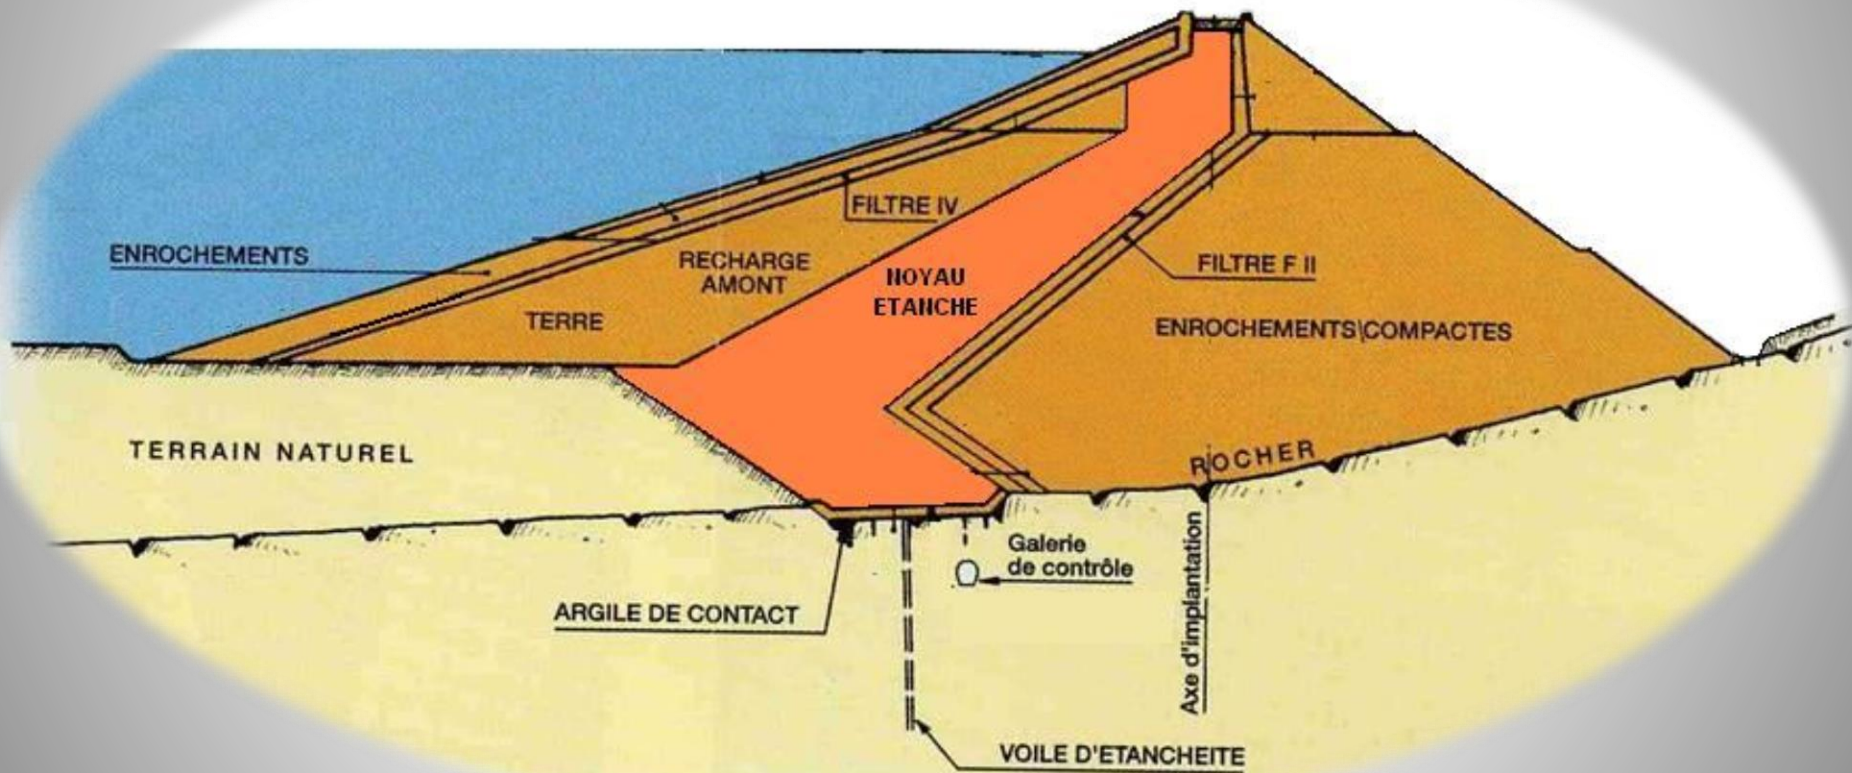 FILTRE IV
ENROCHEMENTS
RECHARGE
AMONT
NOYAU
ETANCHE
FILTRE F II
TERRE
ENROCHEMENTS\COMPACTES
TERRAIN NATUREL
ROCHER
Galerie
de contrôle
ARGILE DE CONTACT
Axe d'implantation
VOILE D'ETANCHEITE